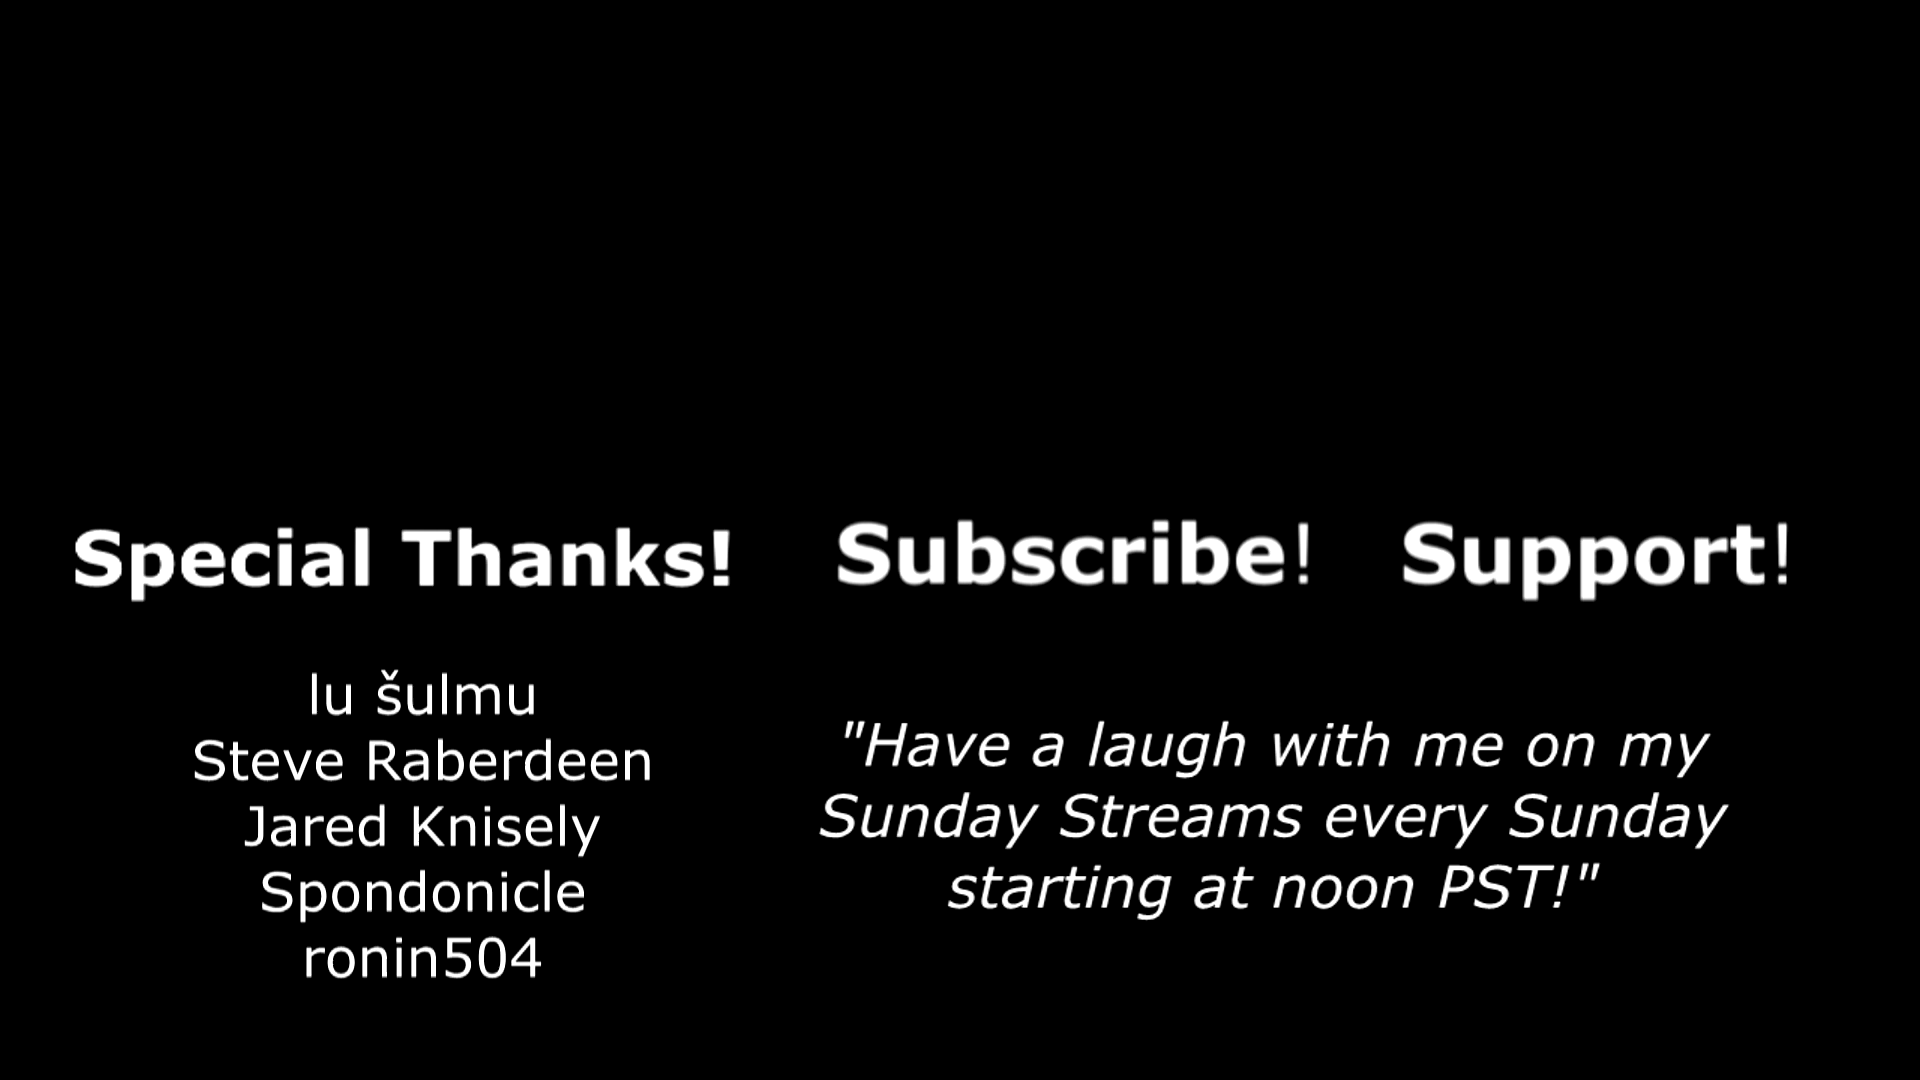 Special Thanks!
lu šulmu
Steve Raberdeen
Jared Knisely
Spondonicle
ronin504
Subscribe!
Support!
"Have a laugh with me on my
Sunday Streams every Sunday
starting at noon PST!"